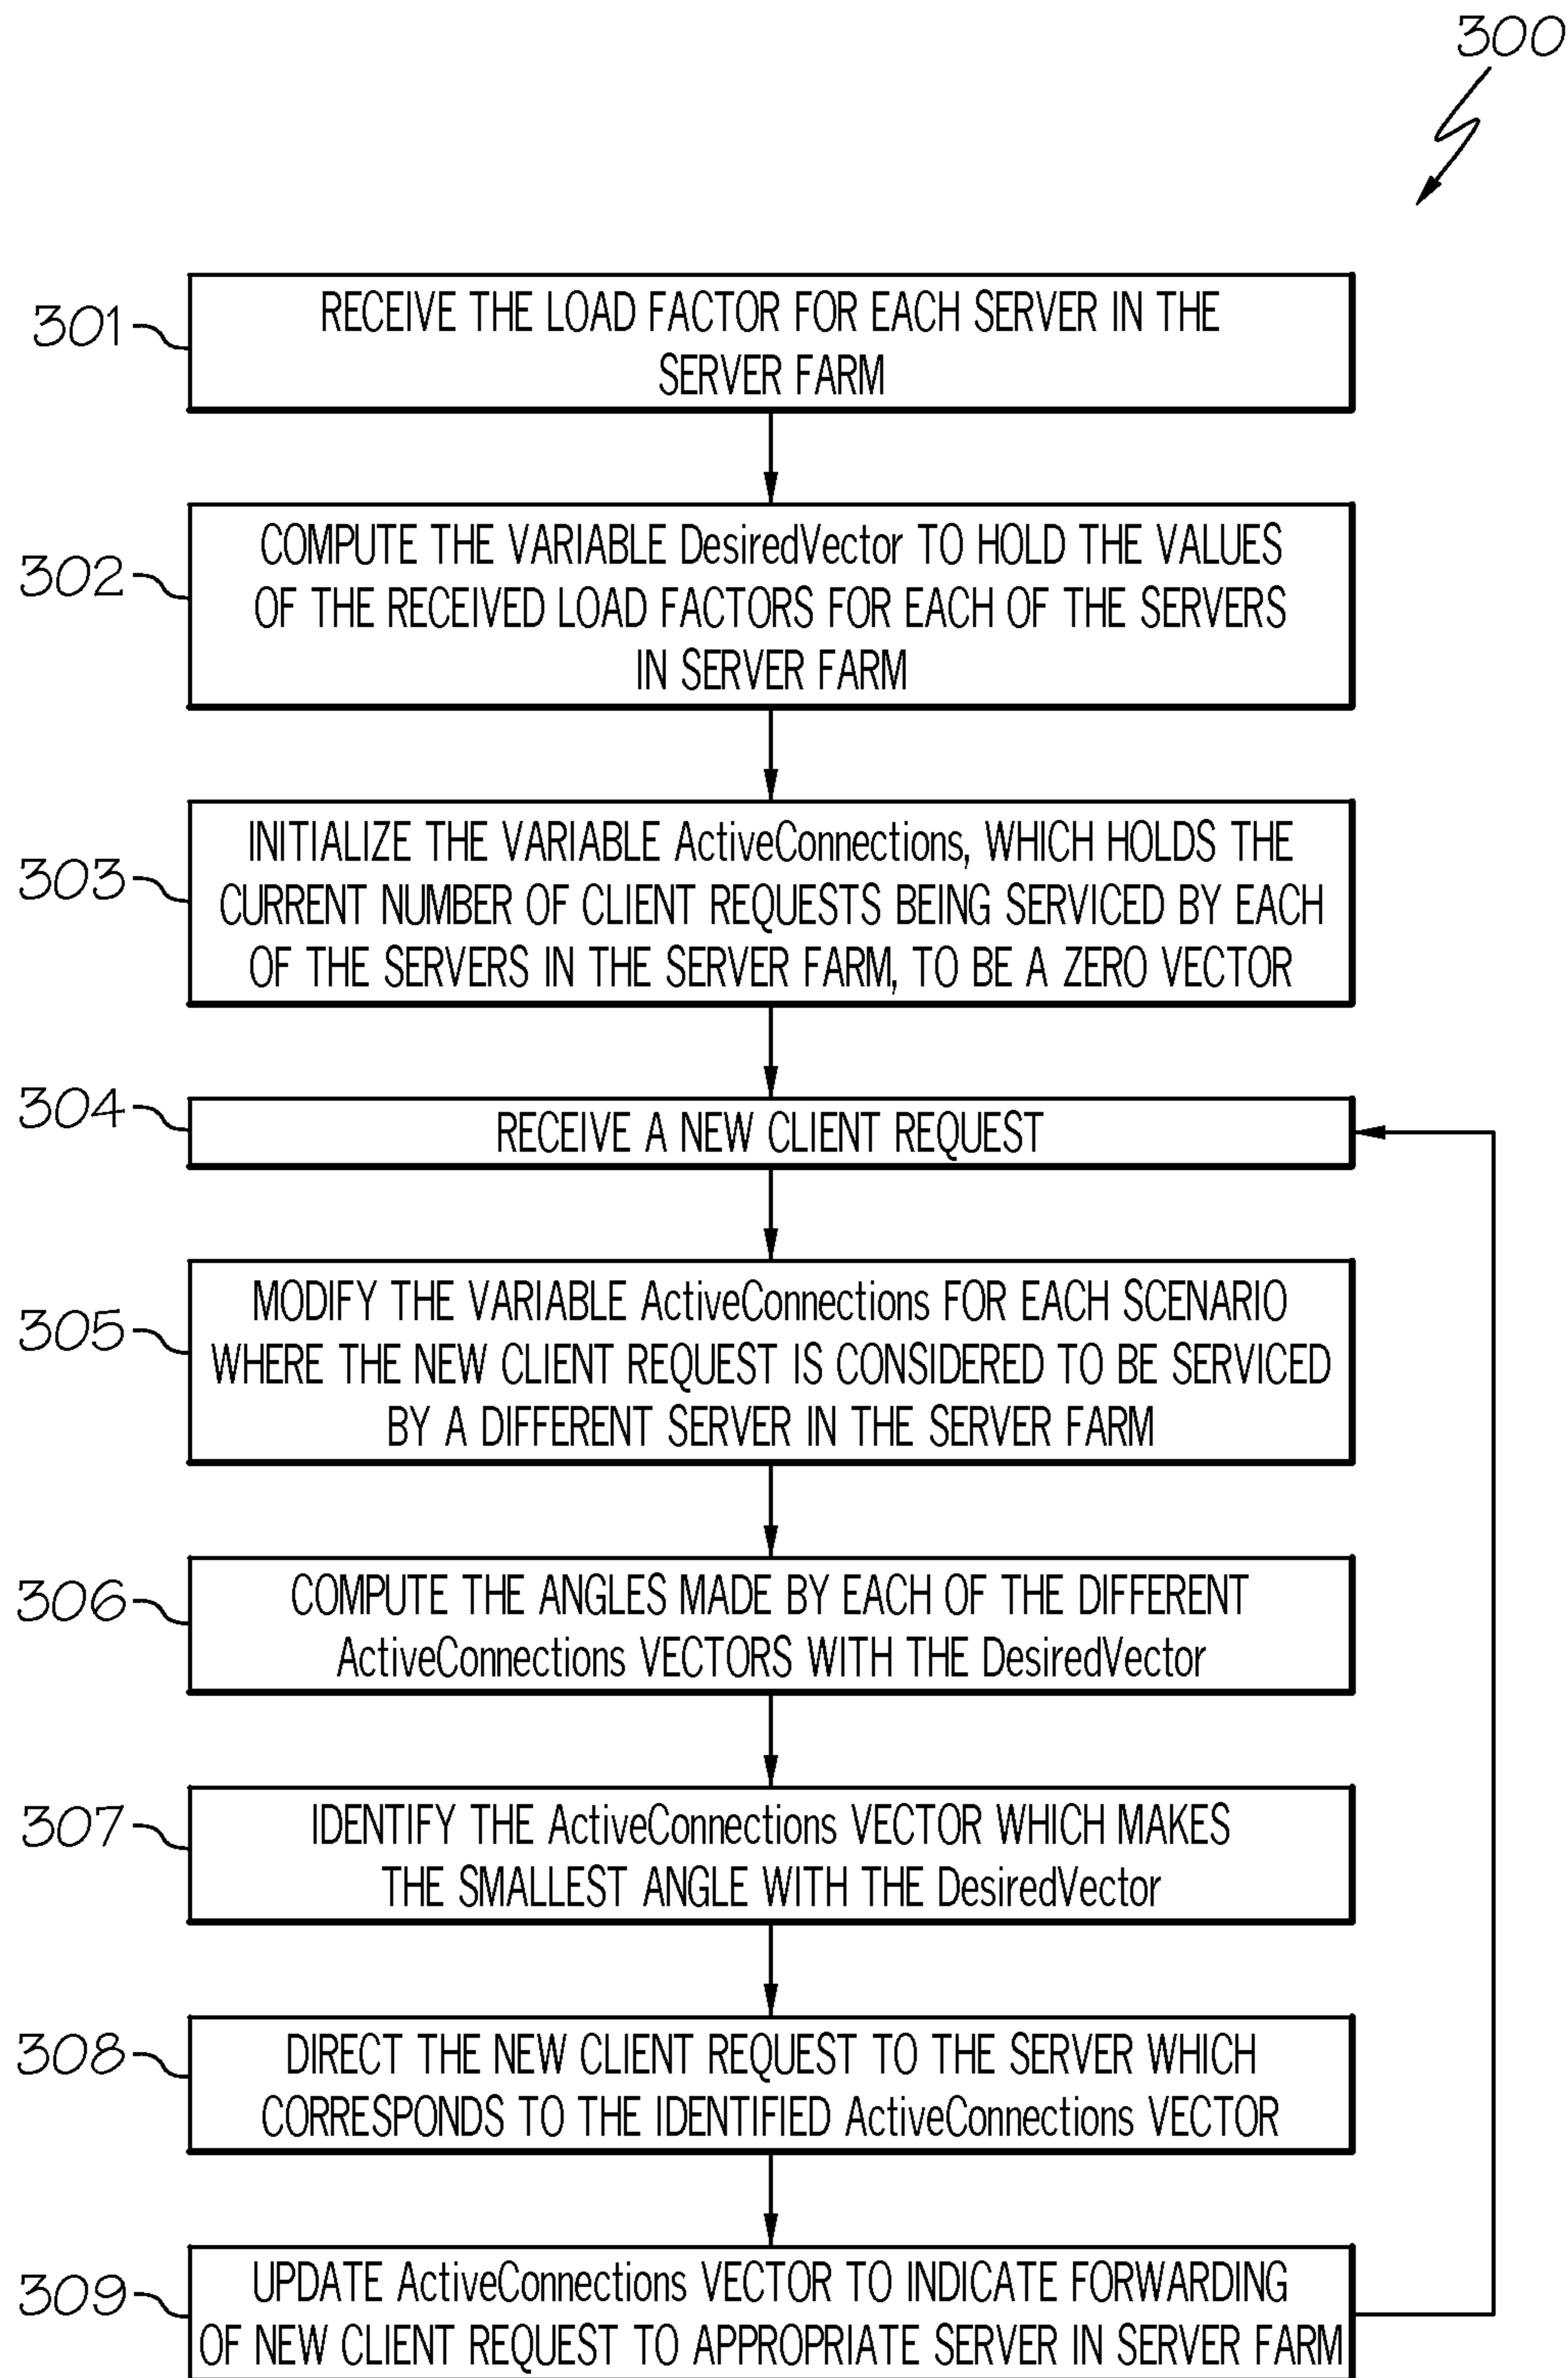 300
301
RECEIVE THE LOAD FACTOR FOR EACH SERVER IN THE
SERVER FARM
302
COMPUTE THE VARIABLE DesiredVector TO HOLD THE VALUES
OF THE RECEIVED LOAD FACTORS FOR EACH OF THE SERVERS
IN SERVER FARM
303
INITIALIZE THE VARIABLE ActiveConnections, WHICH HOLDS THE
CURRENT NUMBER OF CLIENT REQUESTS BEING SERVICED BY EACH
OF THE SERVERS IN THE SERVER FARM, TO BE A ZERO VECTOR
304
RECEIVE A NEW CLIENT REQUEST
305
MODIFY THE VARIABLE ActiveConnections FOR EACH SCENARIO
WHERE THE NEW CLIENT REQUEST IS CONSIDERED TO BE SERVICED
BY A DIFFERENT SERVER IN THE SERVER FARM
306
COMPUTE THE ANGLES MADE BY EACH OF THE DIFFERENT
ActiveConnections VECTORS WITH THE DesiredVector
307
IDENTIFY THE ActiveConnections VECTOR WHICH MAKES
THE SMALLEST ANGLE WITH THE DesiredVector
308
DIRECT THE NEW CLIENT REQUEST TO THE SERVER WHICH
CORRESPONDS TO THE IDENTIFIED ActiveConnections VECTOR
309
UPDATE ActiveConnections VECTOR TO INDICATE FORWARDING
OF NEW CLIENT REQUEST TO APPROPRIATE SERVER IN SERVER FARM